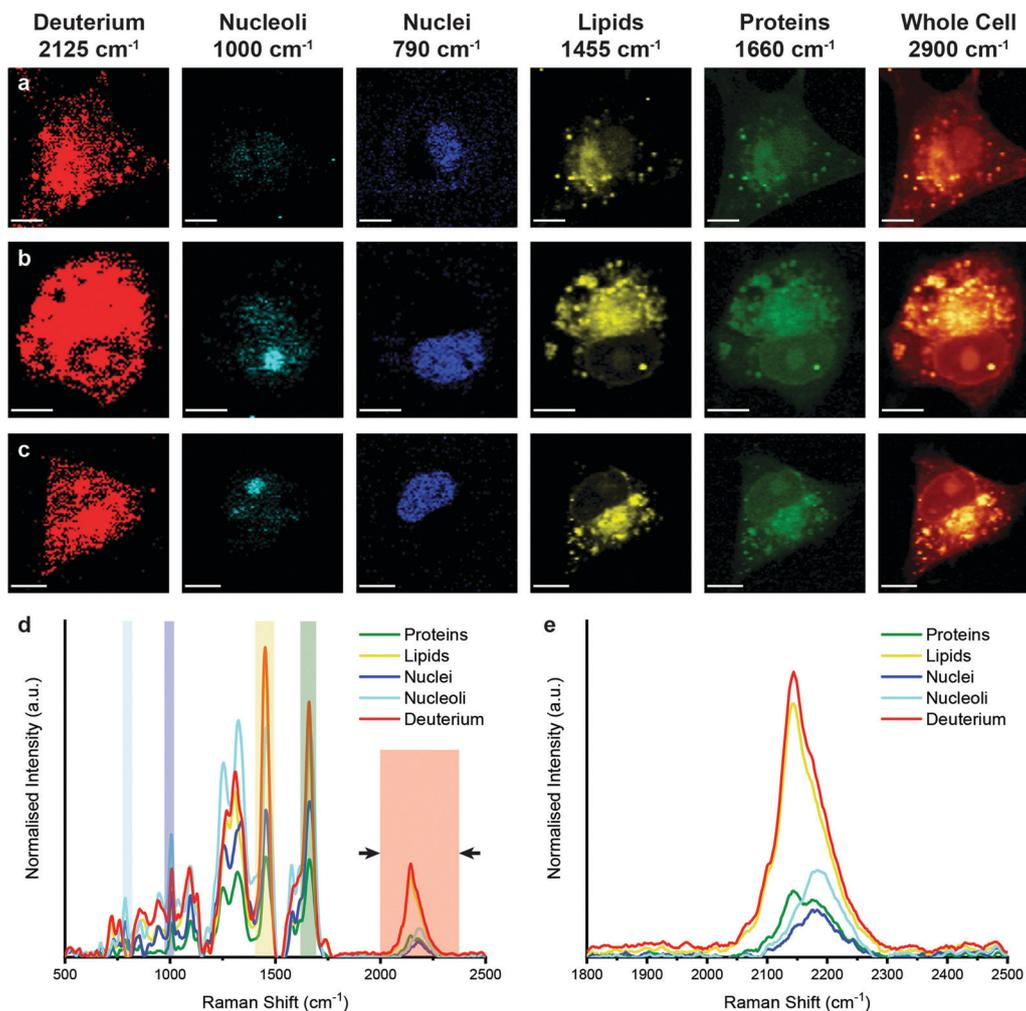 Deuterium Nucleoli Nuclei Lipids Proteins Whole Cell
2125 cm⁻¹ 1000 cm⁻¹ 790 cm⁻¹ 1455 cm⁻¹ 1660 cm⁻¹ 2900 cm⁻¹
a
b
c
d
Normalised Intensity (a.u.)
Proteins
Lipids
Nuclei
Nucleoli
Deuterium
500 1000 1500 2000 2500
Raman Shift (cm⁻¹)
e
Normalised Intensity (a.u.)
Proteins
Lipids
Nuclei
Nucleoli
Deuterium
1800 1900 2000 2100 2200 2300 2400 2500
Raman Shift (cm⁻¹)